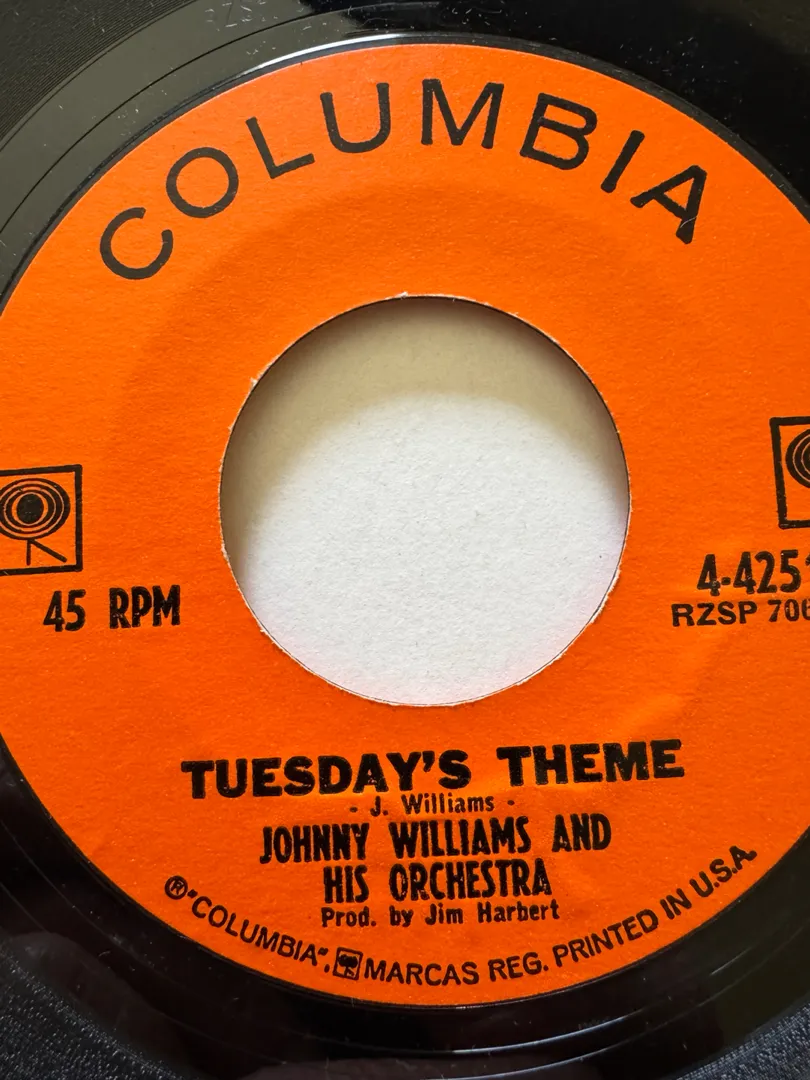 COLUMBIA
45 RPM
4-425
RZSP 706
TUESDAY'S THEME
- J. Williams -
JOHNNY WILLIAMS AND
HIS ORCHESTRA
Prod. by Jim Harbert
® "COLUMBIA", MARCAS REG. PRINTED IN U.S.A.